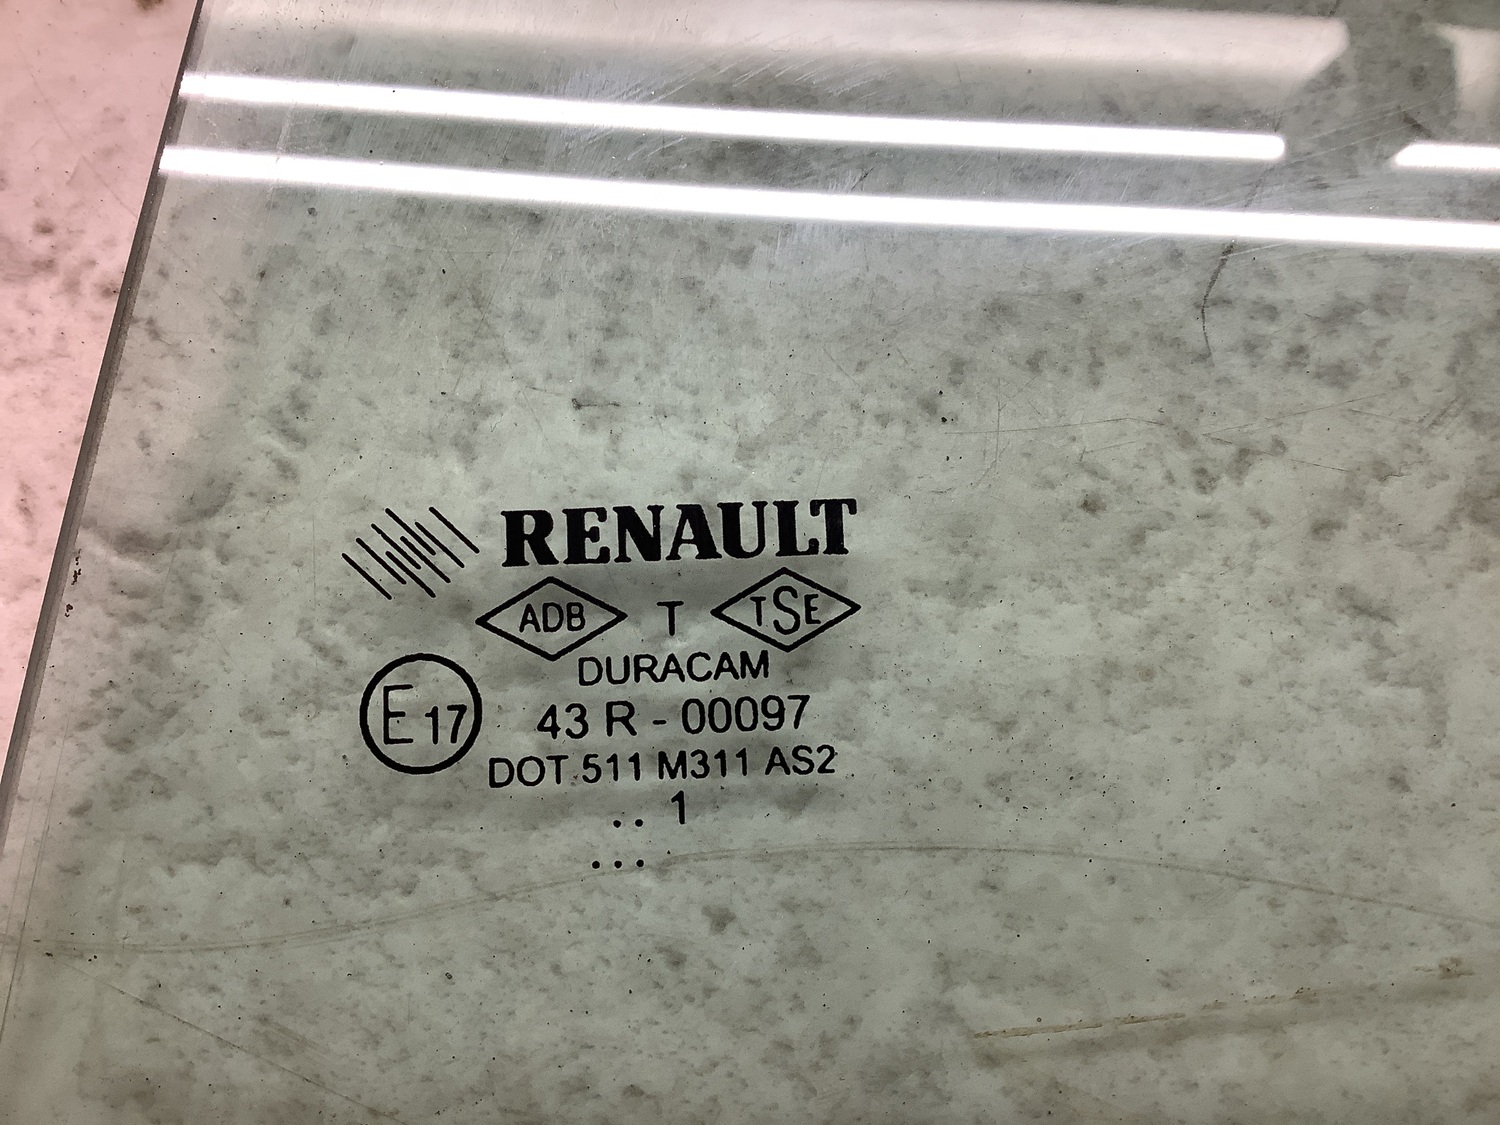 RENAULT
ADB T TSE
DURACAM
E17 43 R - 00097
DOT 511 M311 AS2
.. 1
...